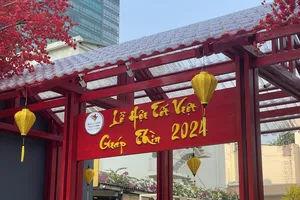 Lễ Hội Tết Việt
Giáp Thìn 2024